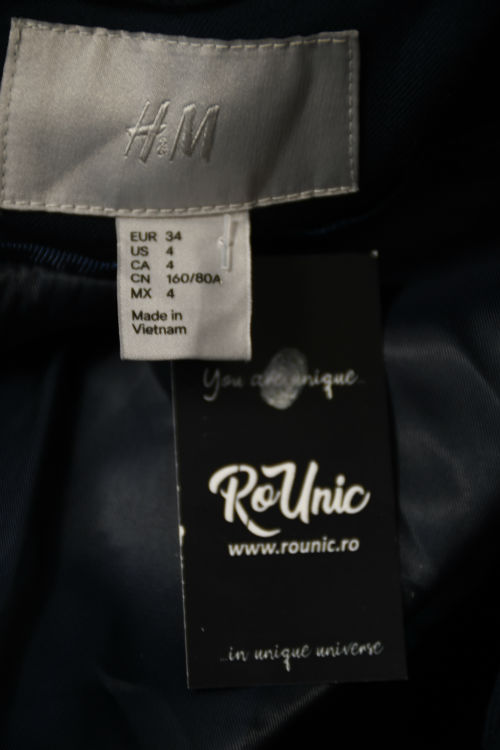 H&M
EUR 34
US 4
CA 4
CN 160/80A
MX 4
Made in
Vietnam
You are unique..
RoUnic
www.rounic.ro
...in unique universe